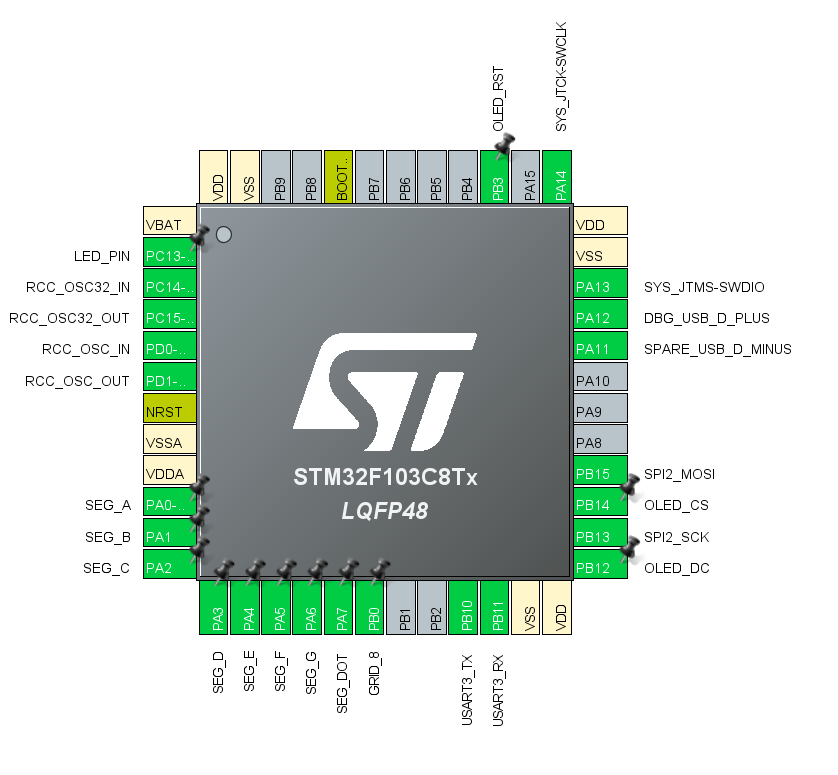 OLED_RST
SYS_JTCK-SWCLK
VDD
VSS
PB9
PB8
BOOT..
PB7
PB6
PB5
PB4
PB3
PA15
PA14
VBAT
LED_PIN PC13-..
RCC_OSC32_IN PC14-..
RCC_OSC32_OUT PC15-..
RCC_OSC_IN PD0-..
RCC_OSC_OUT PD1-..
NRST
VSSA
VDDA
SEG_A PA0-..
SEG_B PA1
SEG_C PA2
VDD
VSS
PA13 SYS_JTMS-SWDIO
PA12 DBG_USB_D_PLUS
PA11 SPARE_USB_D_MINUS
PA10
PA9
PA8
PB15 SPI2_MOSI
PB14 OLED_CS
PB13 SPI2_SCK
PB12 OLED_DC
ST
STM32F103C8Tx
LQFP48
PA3
PA4
PA5
PA6
PA7
PB0
PB1
PB2
PB10
PB11
VSS
VDD
SEG_D
SEG_E
SEG_F
SEG_G
SEG_DOT
GRID_8
USART3_TX
USART3_RX